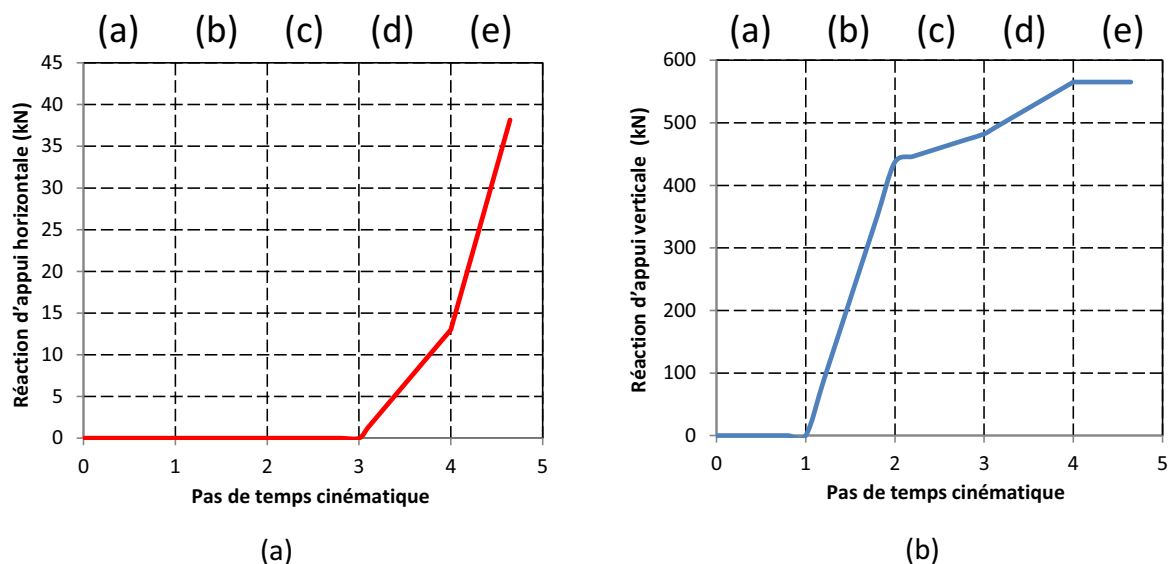 (a) (b) (c) (d) (e)
Réaction d'appui horizontale (kN)
45
40
35
30
25
20
15
10
5
0
0 1 2 3 4 5
Pas de temps cinématique
(a)
(a) (b) (c) (d) (e)
Réaction d'appui verticale (kN)
600
500
400
300
200
100
0
0 1 2 3 4 5
Pas de temps cinématique
(b)